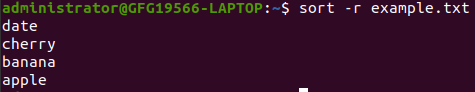 administrator@GFG19566-LAPTOP:~$ sort -r example.txt
date
cherry
banana
apple